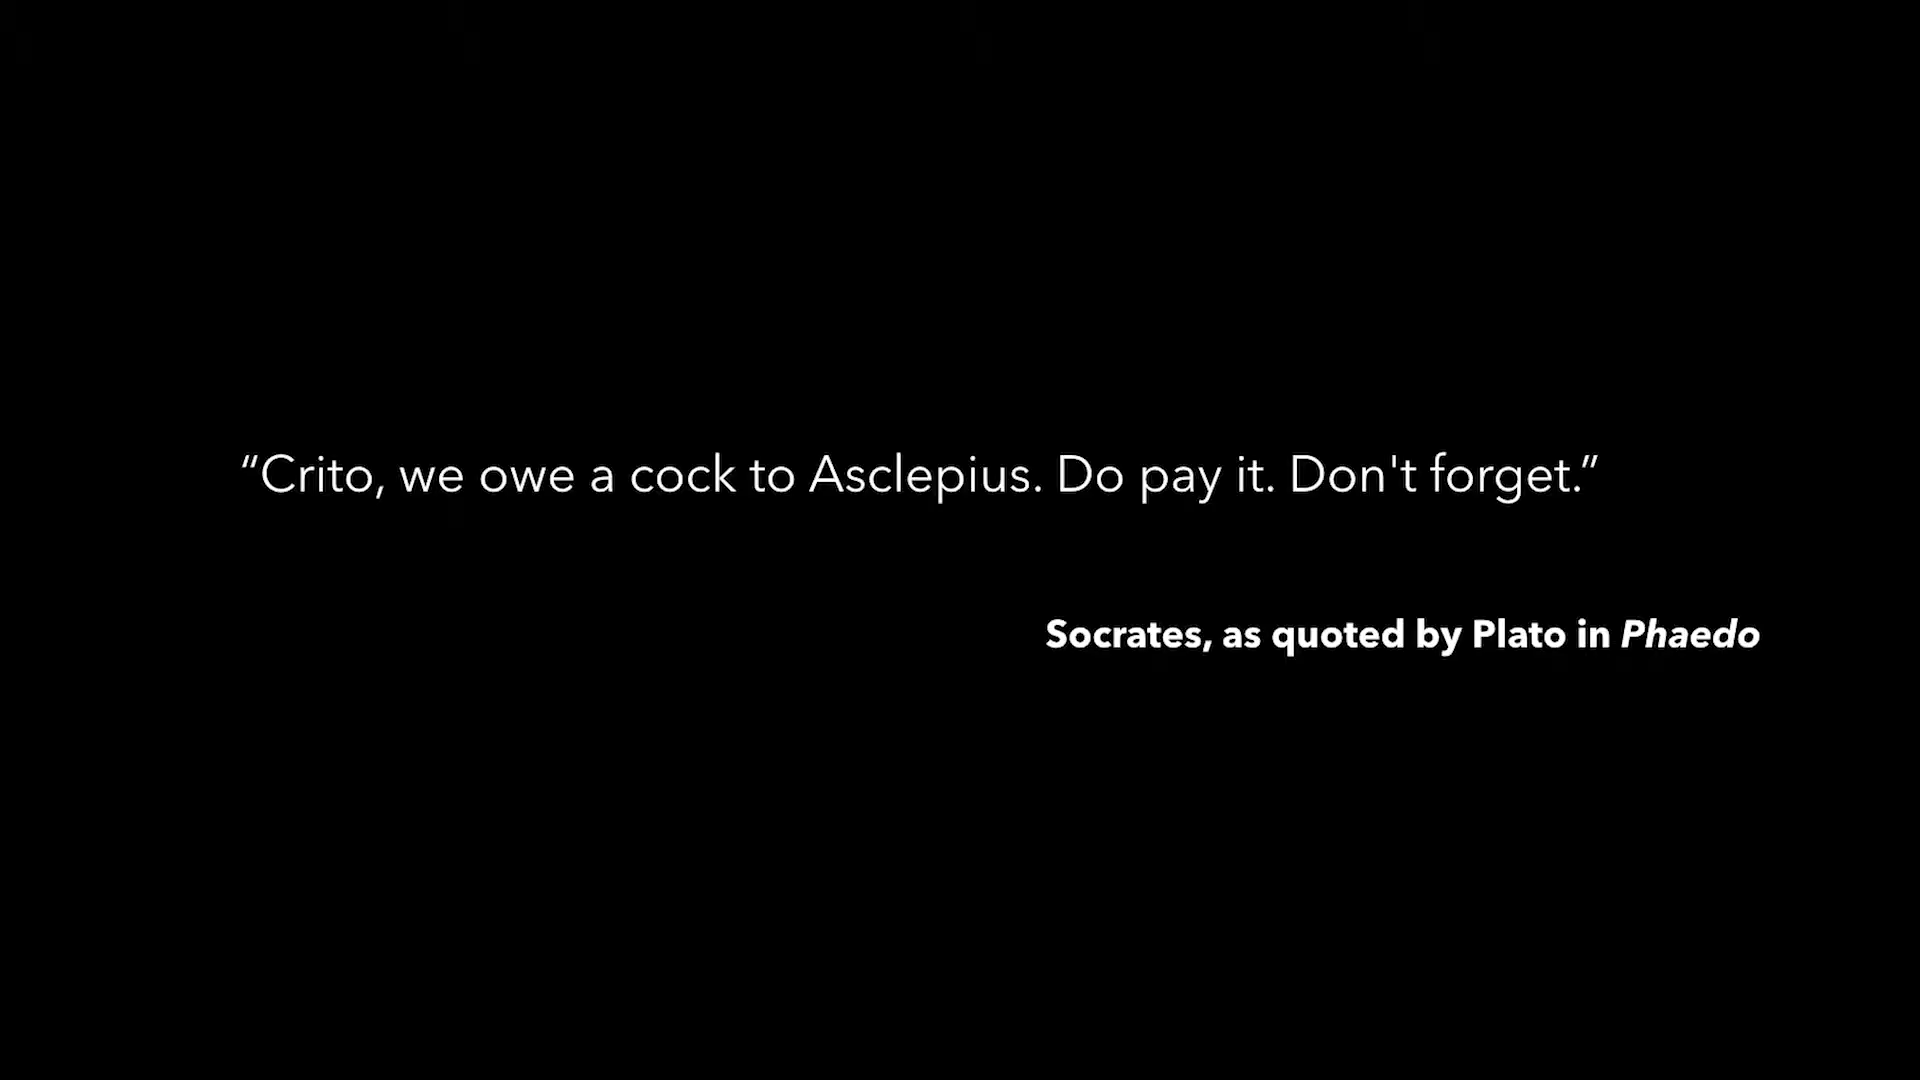 “Crito, we owe a cock to Asclepius. Do pay it. Don't forget.”
Socrates, as quoted by Plato in Phaedo